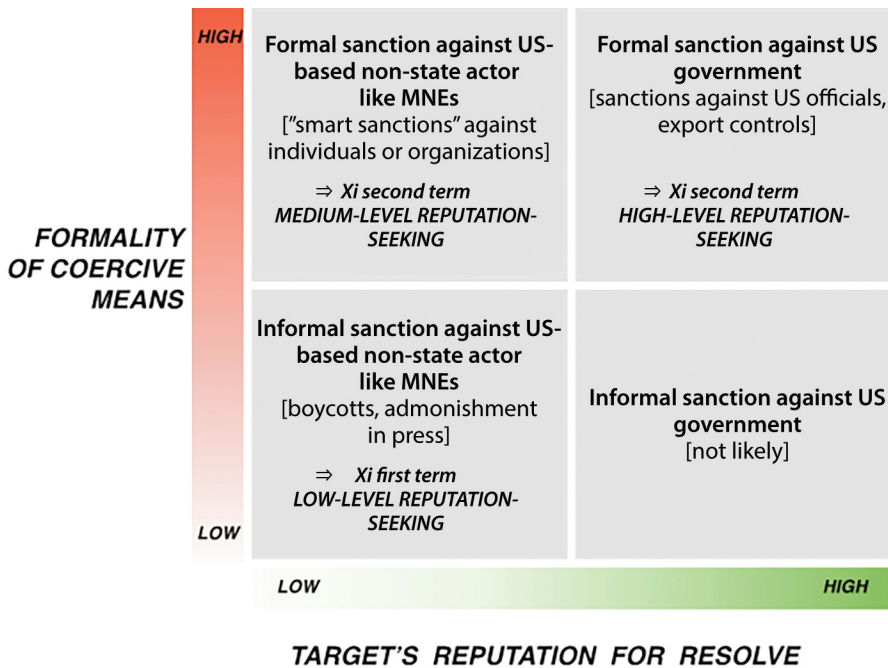 HIGH
Formal sanction against US-
based non-state actor
like MNEs
["smart sanctions" against
individuals or organizations]
⇒ Xi second term
MEDIUM-LEVEL REPUTATION-
SEEKING
Formal sanction against US
government
[sanctions against US officials,
export controls]
⇒ Xi second term
HIGH-LEVEL REPUTATION-
SEEKING
FORMALITY
OF COERCIVE
MEANS
Informal sanction against US-
based non-state actor
like MNEs
[boycotts, admonishment
in press]
⇒ Xi first term
LOW-LEVEL REPUTATION-
SEEKING
Informal sanction against US
government
[not likely]
LOW
LOW
HIGH
TARGET'S REPUTATION FOR RESOLVE